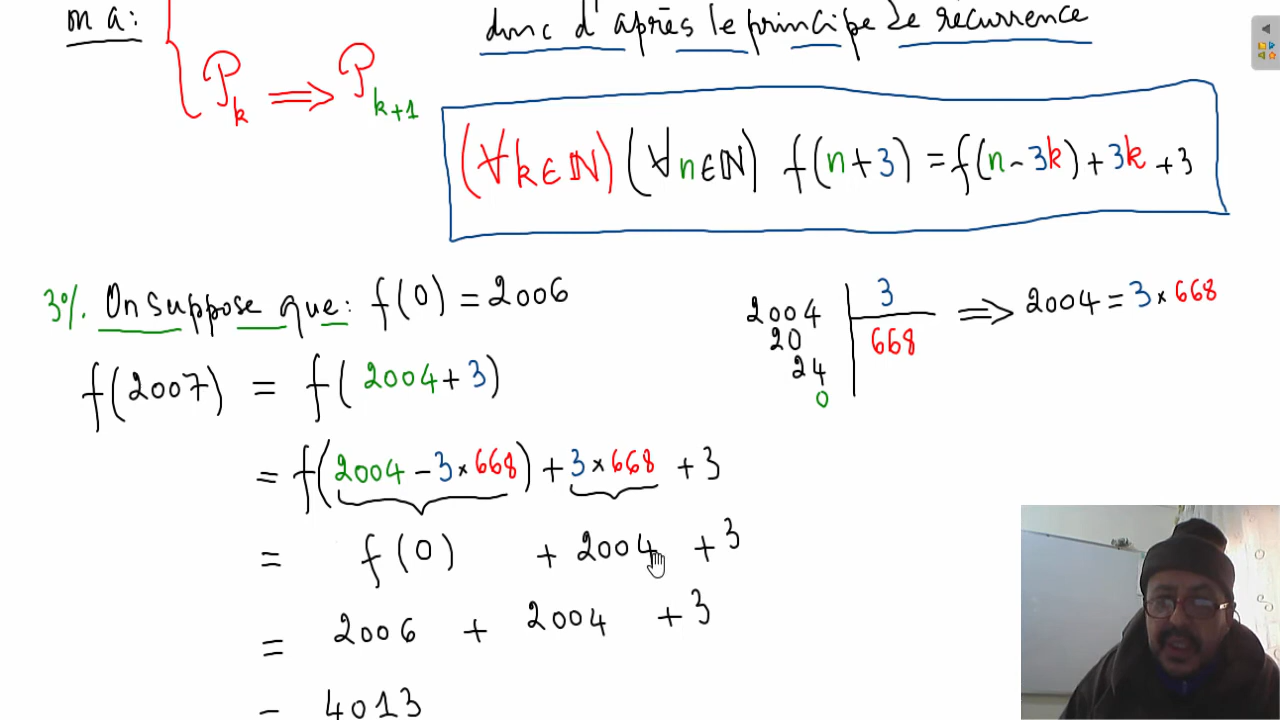 m a:
donc d'après le principe de récurrence
P_k ⟹ P_{k+1}
(∀k∈ℕ) (∀n∈ℕ) f(n+3) = f(n-3k)+3k+3
3°/. On suppose que: f(0) = 2006
2004 | 3 ⟹ 2004 = 3×668
20 | 668
24
0
f(2007) = f(2004+3)
= f(2004-3×668) + 3×668 + 3
= f(0) + 2004 + 3
= 2006 + 2004 + 3
= 4013